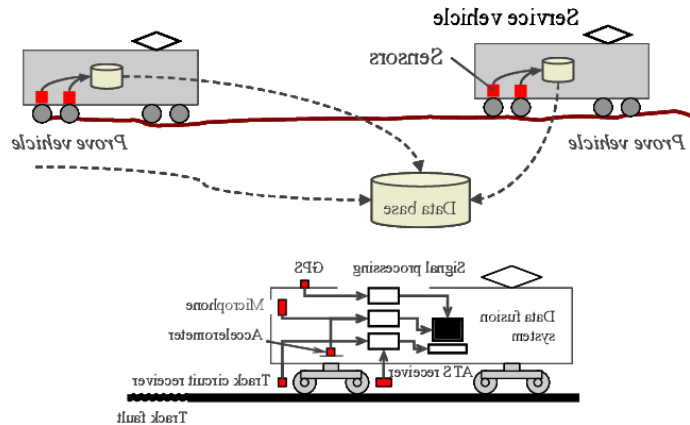 Service vehicle
Sensors
Prove vehicle
Prove vehicle
Data base
GPS
Signal processing
Microphone
Data fusion
system
Accelerometer
Track circuit receiver
ATS receiver
Track fault